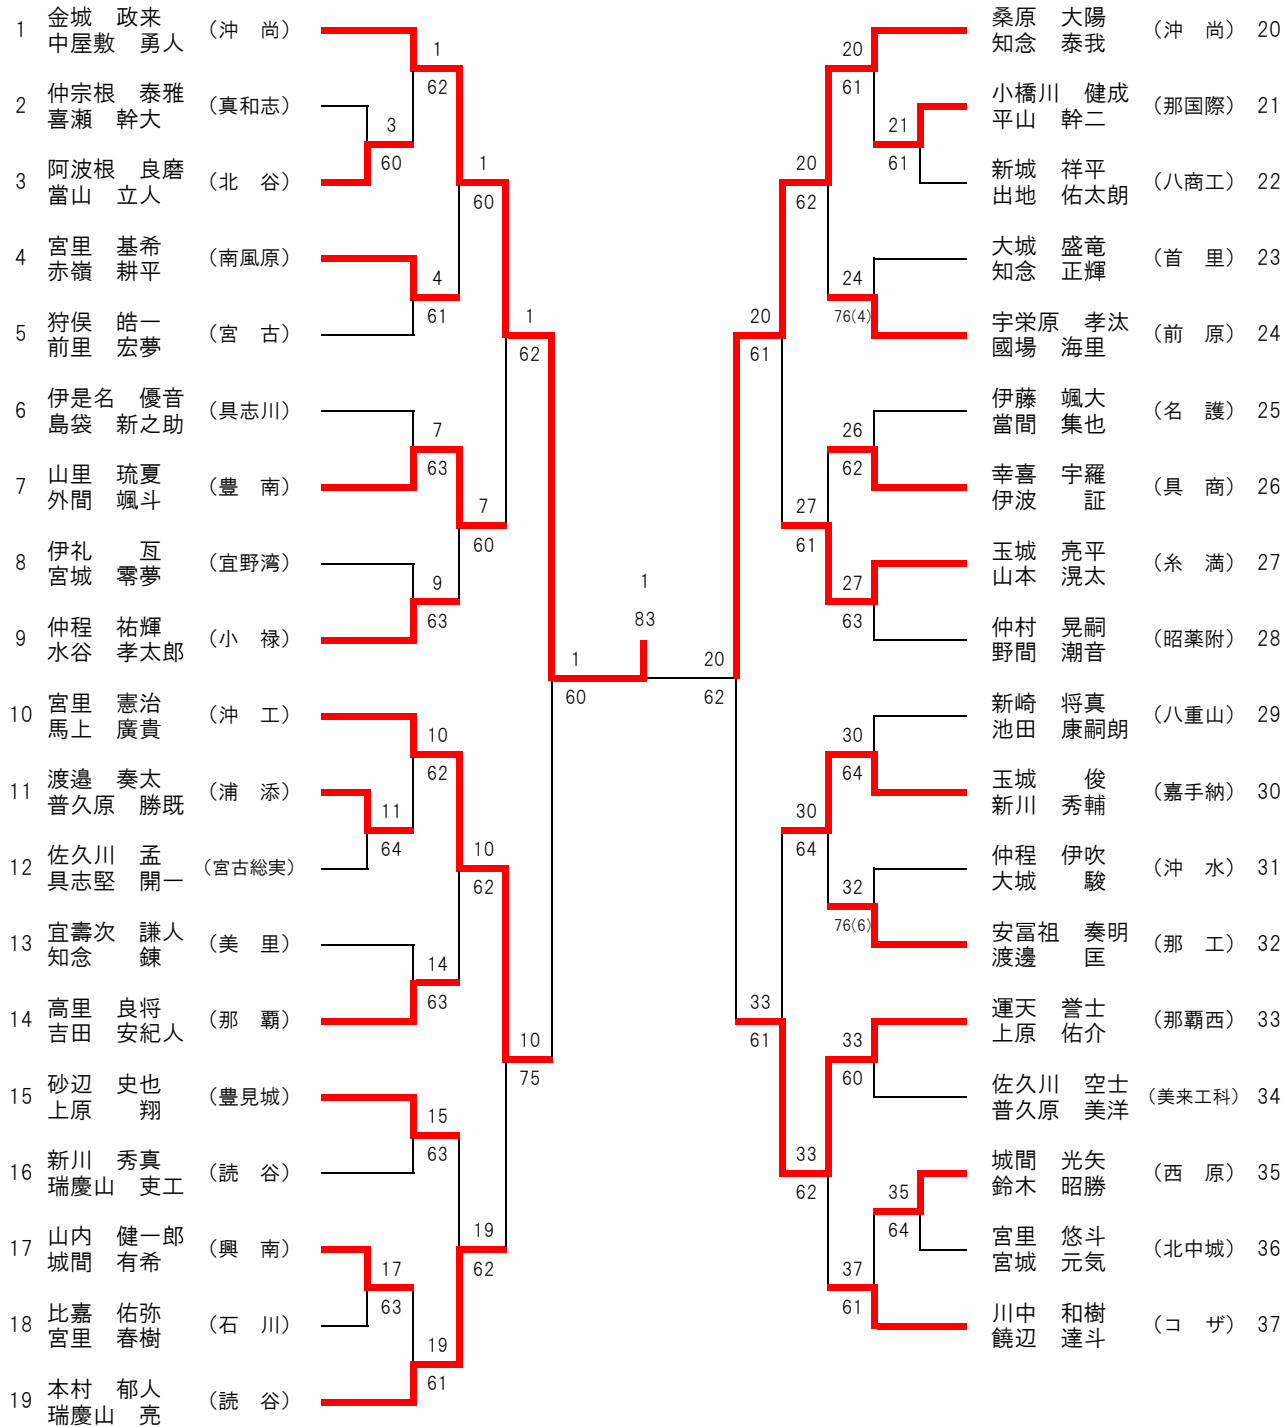 1 金城　政来
中屋敷　勇人 （沖　尚）
2 仲宗根　泰雅
喜瀬　幹大 （真和志）
3 阿波根　良磨
當山　立人 （北　谷）
4 宮里　基希
赤嶺　耕平 （南風原）
5 狩俣　皓一
前里　宏夢 （宮　古）
6 伊是名　優音
島袋　新之助 （具志川）
7 山里　琉夏
外間　颯斗 （豊　南）
8 伊礼　亙
宮城　零夢 （宜野湾）
9 仲程　祐輝
水谷　孝太郎 （小　禄）
10 宮里　憲治
馬上　廣貴 （沖　工）
11 渡邉　奏太
普久原　勝既 （浦　添）
12 佐久川　孟
具志堅　開一 （宮古総実）
13 宜壽次　謙人
知念　錬 （美　里）
14 高里　良将
吉田　安紀人 （那　覇）
15 砂辺　史也
上原　翔 （豊見城）
16 新川　秀真
瑞慶山　吏工 （読　谷）
17 山内　健一郎
城間　有希 （興　南）
18 比嘉　佑弥
宮里　春樹 （石　川）
19 本村　郁人
瑞慶山　亮 （読　谷）
1
62
3
60
1
60
4
61
1
62
7
63
7
60
9
63
1
60
10
62
11
64
10
62
14
63
10
75
15
63
19
62
17
63
19
61
1
83
20
62
20
61
21
61
20
62
24
76(4)
20
61
26
62
27
61
27
63
30
64
30
64
32
76(6)
33
61
33
60
33
62
35
64
37
61
桑原　大陽
知念　泰我 （沖　尚） 20
小橋川　健成
平山　幹二 （那国際） 21
新城　祥平
出地　佑太朗 （八商工） 22
大城　盛竜
知念　正輝 （首　里） 23
宇栄原　孝汰
國場　海里 （前　原） 24
伊藤　颯大
當間　集也 （名　護） 25
幸喜　宇羅
伊波　証 （具　商） 26
玉城　亮平
山本　滉太 （糸　満） 27
仲村　晃嗣
野間　潮音 （昭薬附） 28
新崎　将真
池田　康嗣朗 （八重山） 29
玉城　俊
新川　秀輔 （嘉手納） 30
仲程　伊吹
大城　駿 （沖　水） 31
安冨祖　奏明
渡邊　匡 （那　工） 32
運天　誉士
上原　佑介 （那覇西） 33
佐久川　空士
普久原　美洋 （美来工科） 34
城間　光矢
鈴木　昭勝 （西　原） 35
宮里　悠斗
宮城　元気 （北中城） 36
川中　和樹
饒辺　達斗 （コ　ザ） 37